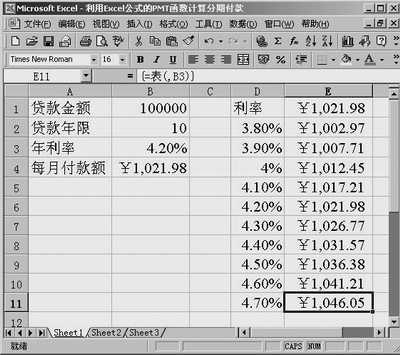 Microsoft Excel - 利用Excel公式的PMT函数计算分期付款
文件(F) 编辑(E) 视图(V) 插入(I) 格式(O) 工具(T) 数据(D) 窗口(W) 帮助(H)
Times New Roman 16 B I U
E11 = {=表(,B3)}
A B C D E
1 贷款金额 100000 利率 ￥1,021.98
2 贷款年限 10 3.80% ￥1,002.97
3 年利率 4.20% 3.90% ￥1,007.71
4 每月付款额 ￥1,021.98 4% ￥1,012.45
5 4.10% ￥1,017.21
6 4.20% ￥1,021.98
7 4.30% ￥1,026.77
8 4.40% ￥1,031.57
9 4.50% ￥1,036.38
10 4.60% ￥1,041.21
11 4.70% ￥1,046.05
12
Sheet1 Sheet2 Sheet3
就绪 CAPS NUM